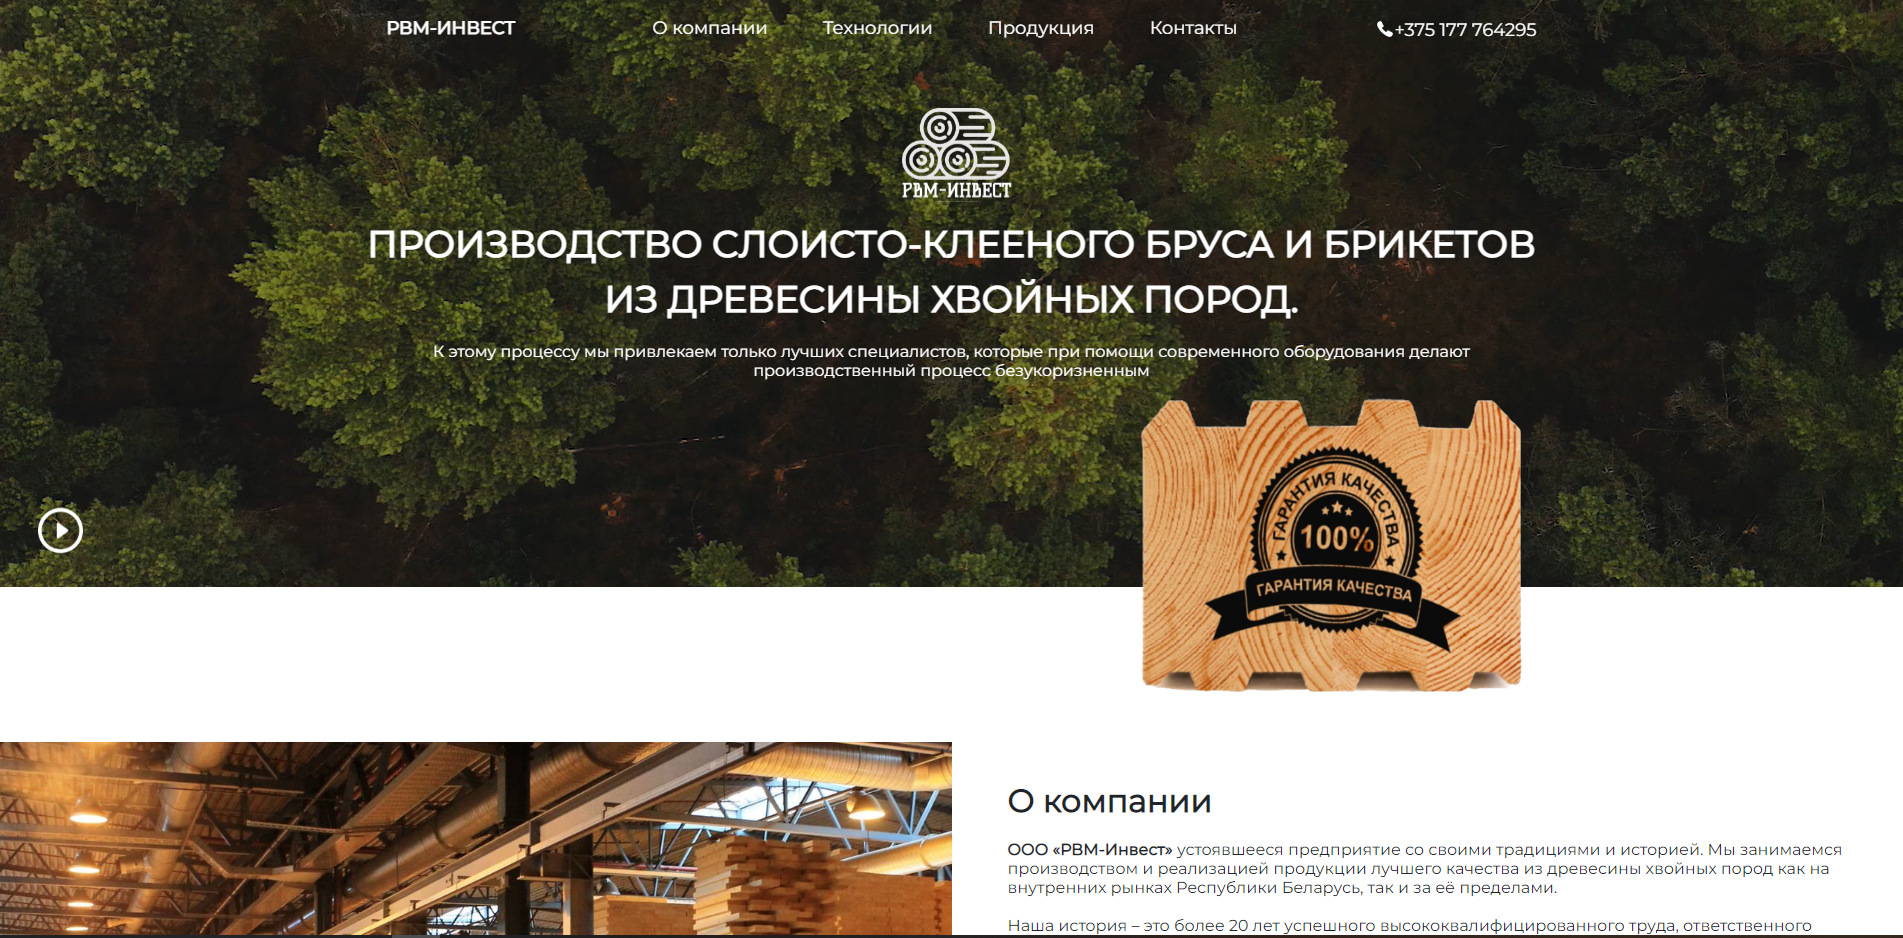 РВМ-ИНВЕСТ
О компании
Технологии
Продукция
Контакты
+375 177 764295
РВМ-ИНВЕСТ
ПРОИЗВОДСТВО СЛОИСТО-КЛЕЕНОГО БРУСА И БРИКЕТОВ
ИЗ ДРЕВЕСИНЫ ХВОЙНЫХ ПОРОД.
К этому процессу мы привлекаем только лучших специалистов, которые при помощи современного оборудования делают
производственный процесс безукоризненным
ГАРАНТИЯ КАЧЕСТВА
100%
ГАРАНТИЯ КАЧЕСТВА
О компании
ООО «РВМ-Инвест» устоявшееся предприятие со своими традициями и историей. Мы занимаемся
производством и реализацией продукции лучшего качества из древесины хвойных пород как на
внутренних рынках Республики Беларусь, так и за её пределами.
Наша история – это более 20 лет успешного высококвалифицированного труда, ответственного